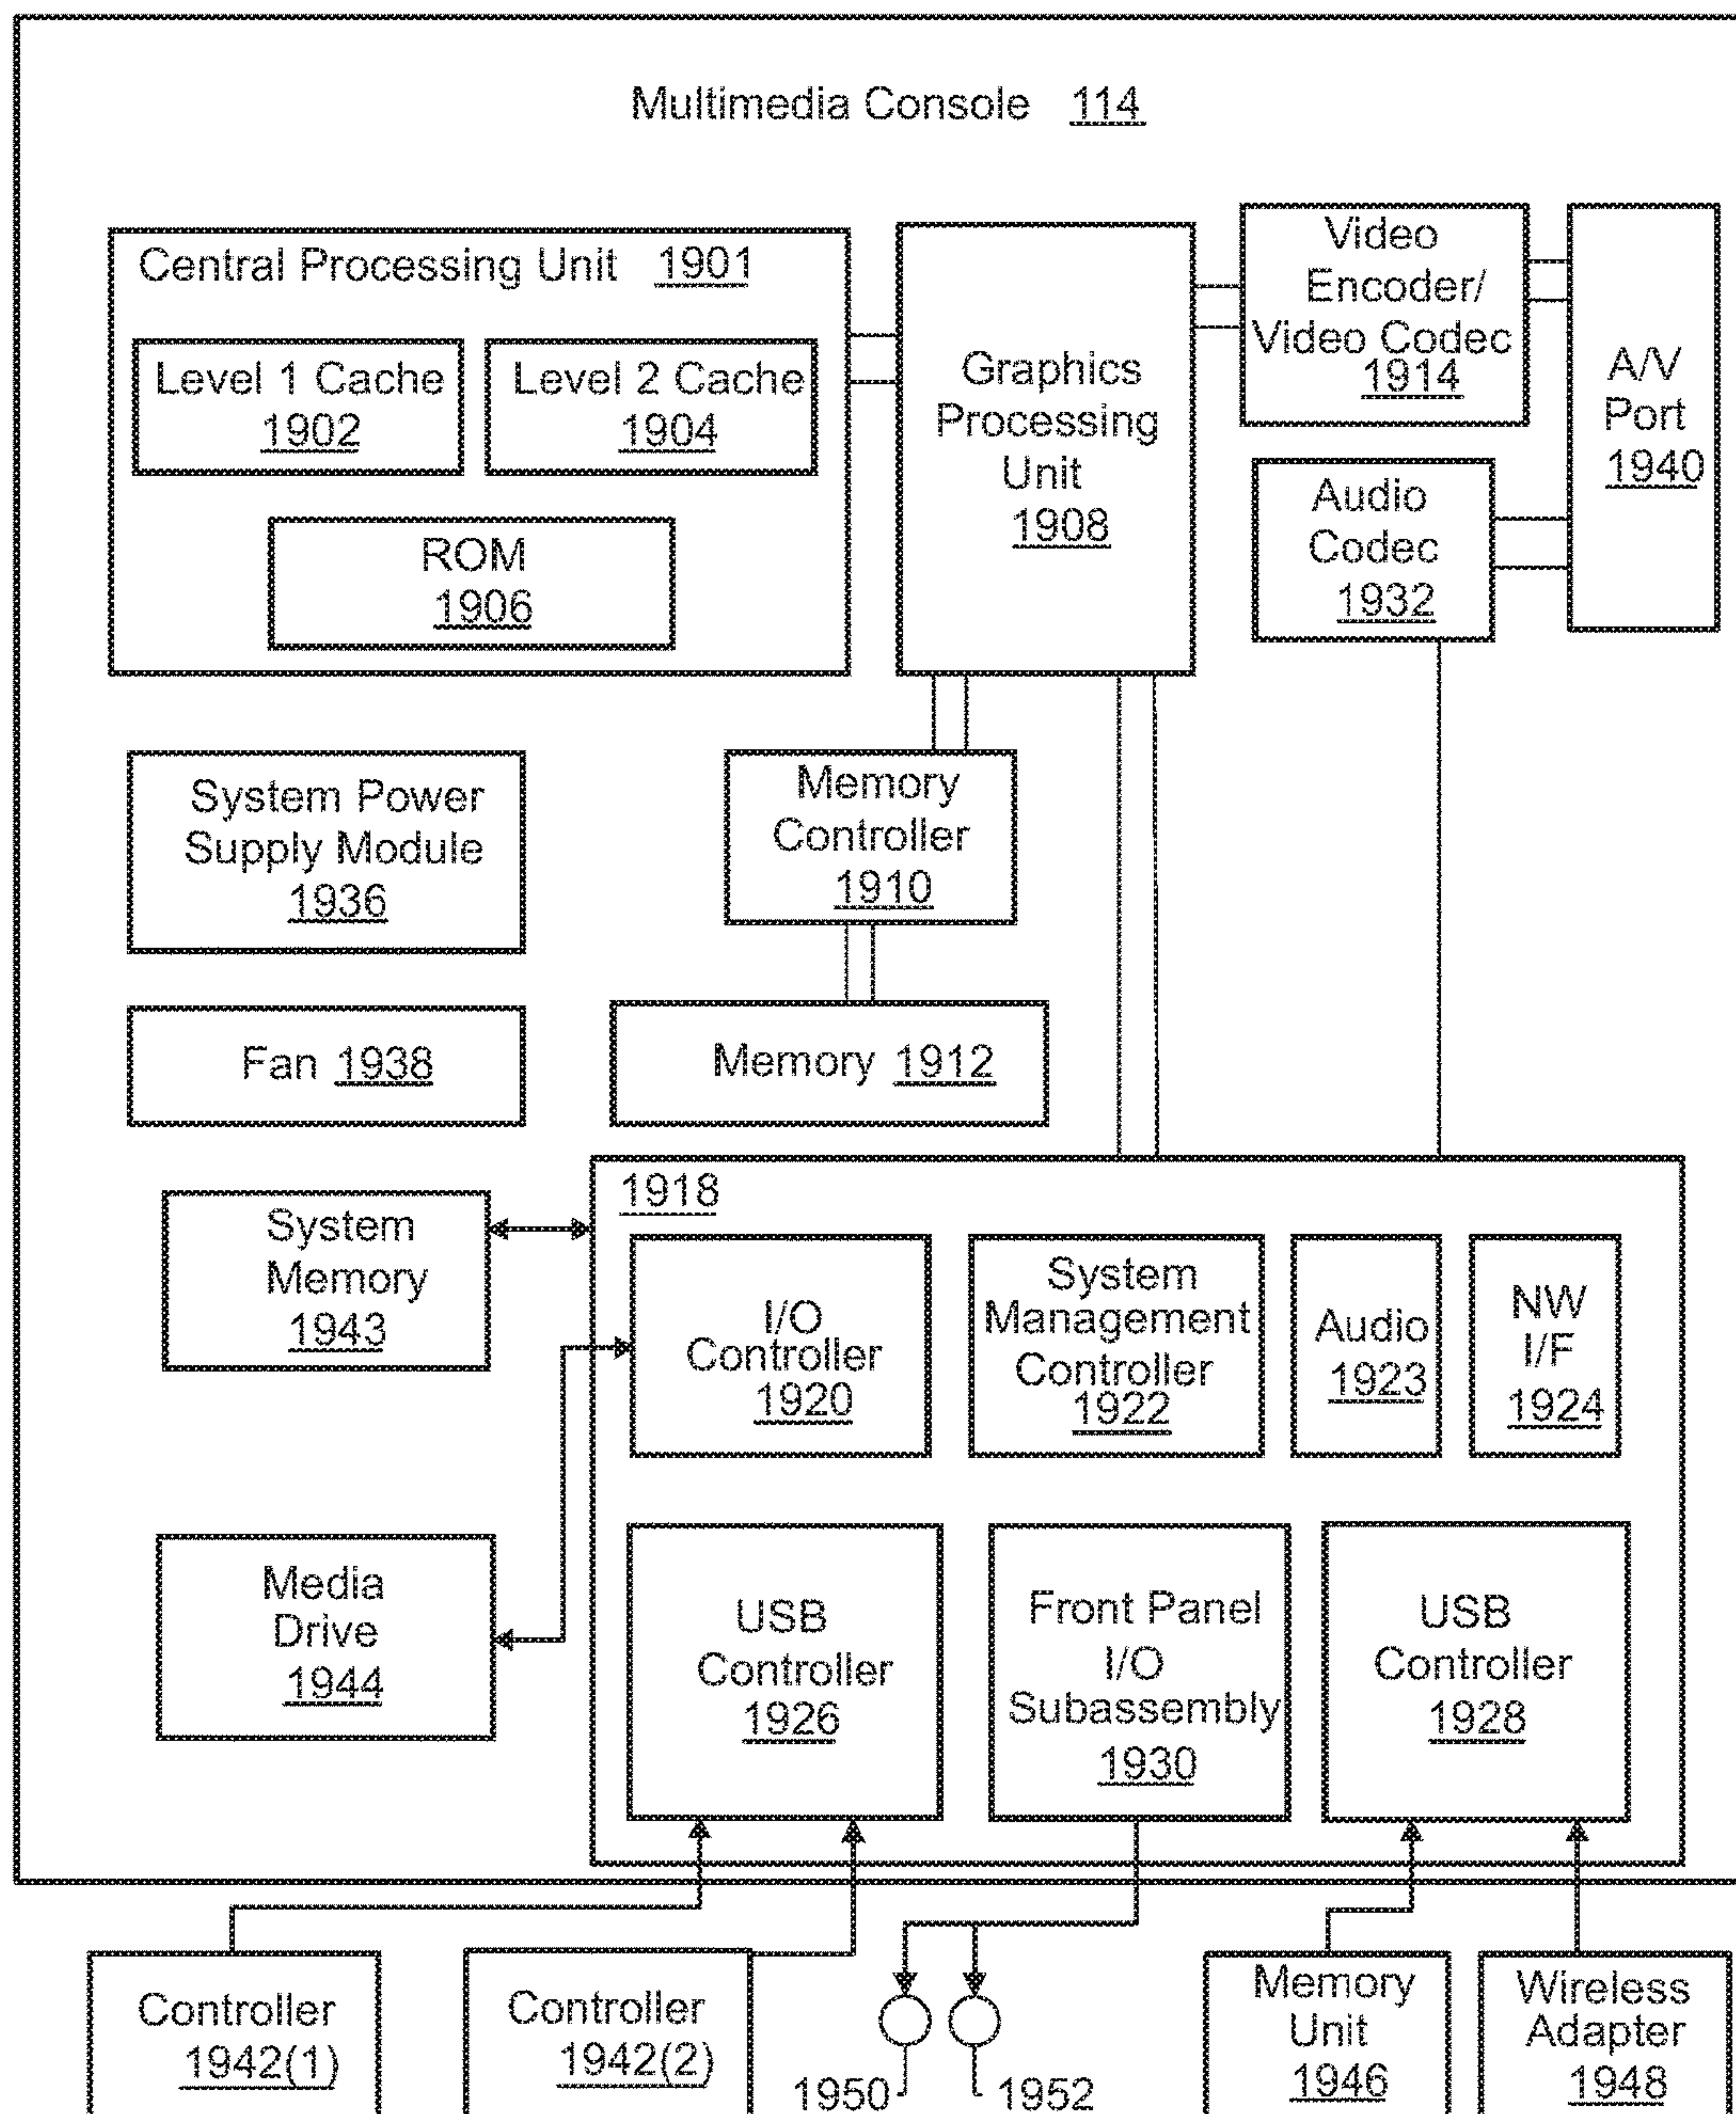 Multimedia Console 114
Central Processing Unit 1901
Level 1 Cache
1902
Level 2 Cache
1904
ROM
1906
Graphics
Processing
Unit
1908
Video
Encoder/
Video Codec
1914
A/V
Port
1940
Audio
Codec
1932
System Power
Supply Module
1936
Memory
Controller
1910
Fan 1938
Memory 1912
1918
System
Memory
1943
I/O
Controller
1920
System
Management
Controller
1922
Audio
1923
NW
I/F
1924
Media
Drive
1944
USB
Controller
1926
Front Panel
I/O
Subassembly
1930
USB
Controller
1928
Controller
1942(1)
Controller
1942(2)
1950
1952
Memory
Unit
1946
Wireless
Adapter
1948